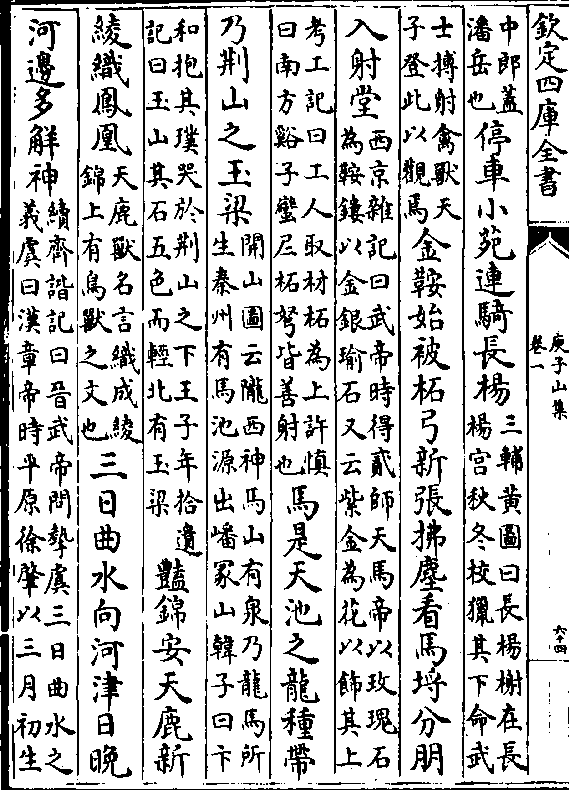 欽定四庫全書
庾子山集
卷一
六十四
中郎蓋
潘岳也
停車小苑連騎長楊
三輔黃圖曰長楊榭在長
楊宮秋冬校獵其下命武
士搏射禽獸天
子登此以觀焉
金鞍始被柘弓新張拂塵看馬埒分朋
入射堂
西京雜記曰武帝時得貳師天馬帝以玫瑰石
為鞍鏤以金銀瑜石又云紫金為花以飾其上
考工記曰工人取材柘為上許慎
曰南方谿子蠻𡰥柘弩皆善射也
馬是天池之龍種帶
乃荆山之玉梁
開山圖云隴西神馬山有泉乃龍馬所
生秦州有馬池源出嶓冢山韓子曰卞
和抱其璞哭於荆山之下王子年拾遺
記曰玉山其石五色而輕北有玉梁
豔錦安天鹿新
綾織鳳凰
天鹿獸名言織成綾
錦上有鳥獸之文也
三日曲水向河津日晚
河邊多解神
續齊諧記曰晉武帝問摯虞三日曲水之
義虞曰漢章帝時平原徐肇以三月初生